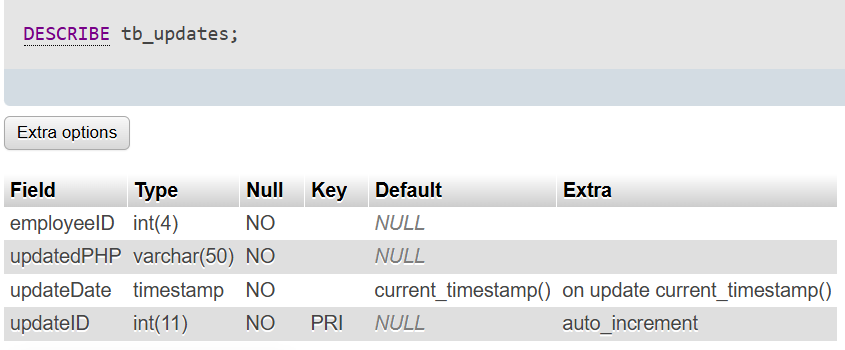 DESCRIBE tb_updates;
Extra options
Field Type Null Key Default Extra
employeeID int(4) NO NULL
updatedPHP varchar(50) NO NULL
updateDate timestamp NO current_timestamp() on update current_timestamp()
updateID int(11) NO PRI NULL auto_increment